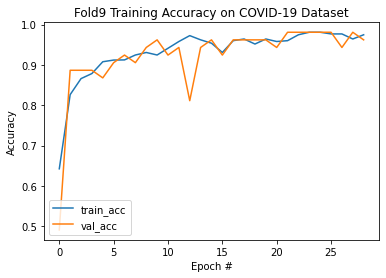 Fold9 Training Accuracy on COVID-19 Dataset
1.0
0.9
0.8
0.7
0.6
0.5
Accuracy
train_acc
val_acc
0 5 10 15 20 25
Epoch #